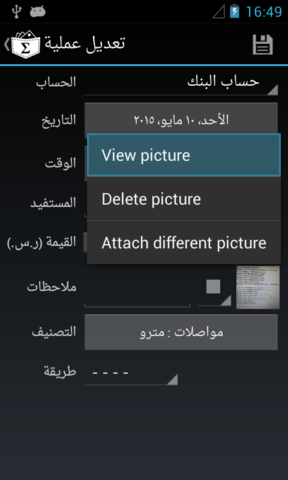 16:49
تعديل عملية
الحساب
حساب البنك
التاريخ
الأحد، ١٠ مايو، ٢٠١٥
الوقت
View picture
Delete picture
المستفيد
القيمة (ر.س.)
Attach different picture
ملاحظات
التصنيف
مواصلات : مترو
طريقة
- - - -